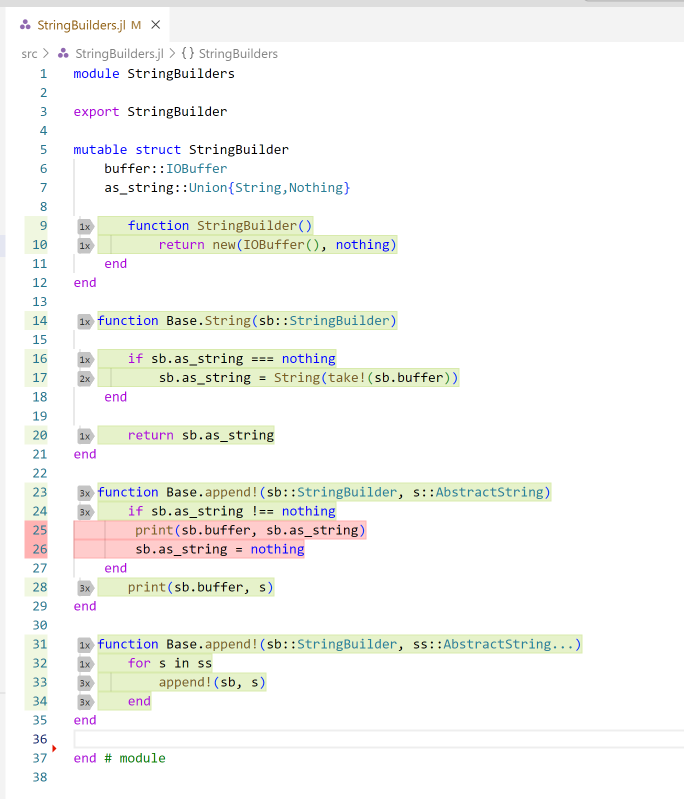 StringBuilders.jl M ×
src > StringBuilders.jl > {} StringBuilders
1 module StringBuilders
2
3 export StringBuilder
4
5 mutable struct StringBuilder
6     buffer::IOBuffer
7     as_string::Union{String,Nothing}
8
9 1x     function StringBuilder()
10 1x         return new(IOBuffer(), nothing)
11     end
12 end
13
14 1x function Base.String(sb::StringBuilder)
15
16 1x     if sb.as_string === nothing
17 2x         sb.as_string = String(take!(sb.buffer))
18     end
19
20 1x     return sb.as_string
21 end
22
23 3x function Base.append!(sb::StringBuilder, s::AbstractString)
24 3x     if sb.as_string !== nothing
25         print(sb.buffer, sb.as_string)
26         sb.as_string = nothing
27     end
28 3x     print(sb.buffer, s)
29 end
30
31 1x function Base.append!(sb::StringBuilder, ss::AbstractString...)
32 1x     for s in ss
33 3x         append!(sb, s)
34 3x     end
35 end
36
37 end # module
38